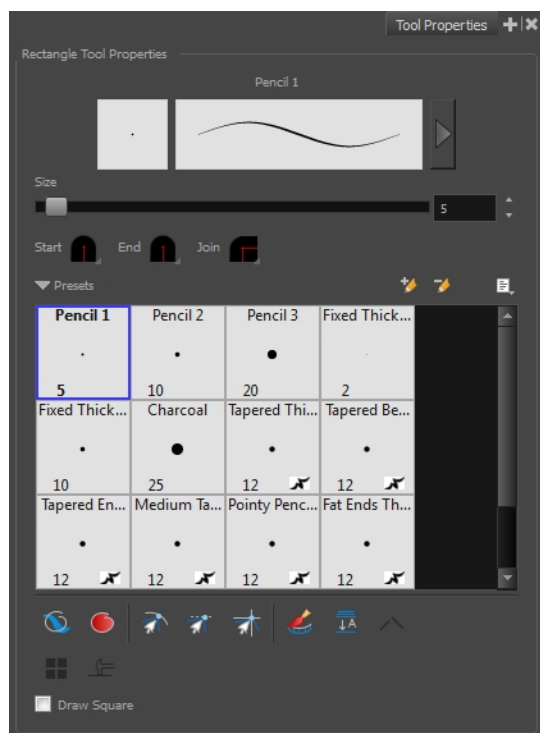 Tool Properties
Rectangle Tool Properties
Pencil 1
Size
5
Start End Join
Presets
Pencil 1 Pencil 2 Pencil 3 Fixed Thick...
5 10 20 2
Fixed Thick... Charcoal Tapered Thi... Tapered Be...
10 25 12 12
Tapered En... Medium Ta... Pointy Penc... Fat Ends Th...
12 12 12 12
A
Draw Square